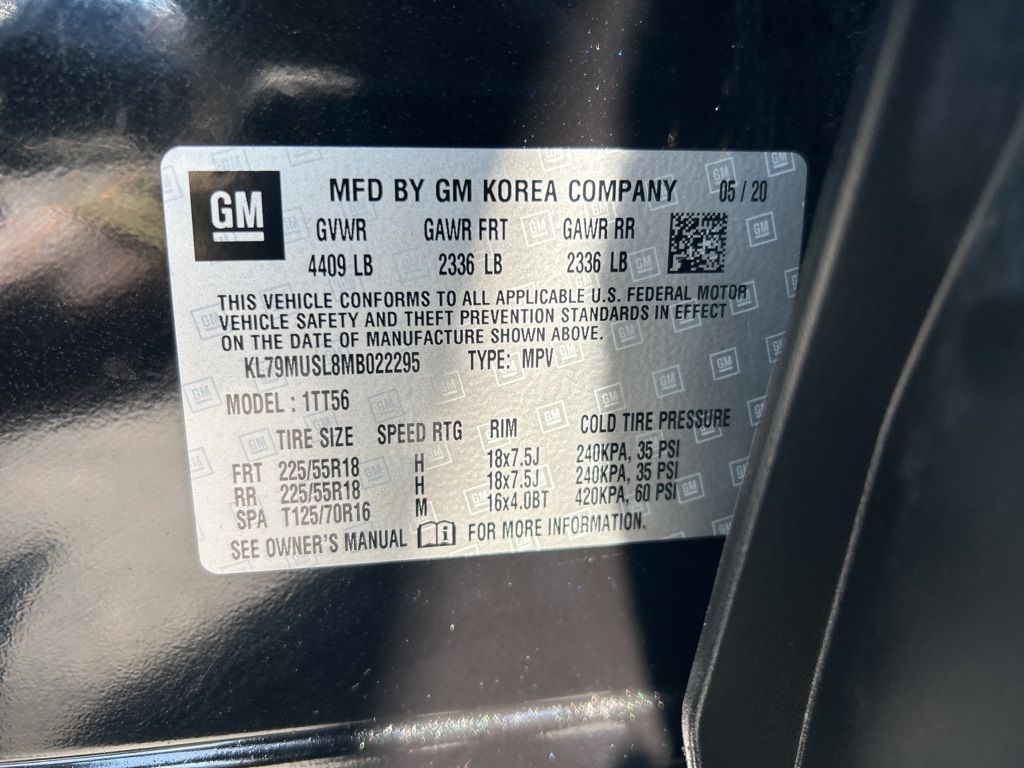 GM MFD BY GM KOREA COMPANY 05 / 20
GVWR GAWR FRT GAWR RR
4409 LB 2336 LB 2336 LB
THIS VEHICLE CONFORMS TO ALL APPLICABLE U.S. FEDERAL MOTOR
VEHICLE SAFETY AND THEFT PREVENTION STANDARDS IN EFFECT
ON THE DATE OF MANUFACTURE SHOWN ABOVE.
KL79MUSL8MB022295 TYPE: MPV
MODEL : 1TT56
TIRE SIZE SPEED RTG RIM COLD TIRE PRESSURE
FRT 225/55R18 H 18x7.5J 240KPA, 35 PSI
RR 225/55R18 H 18x7.5J 240KPA, 35 PSI
SPA T125/70R16 M 16x4.0BT 420KPA, 60 PSI
SEE OWNER'S MANUAL FOR MORE INFORMATION.